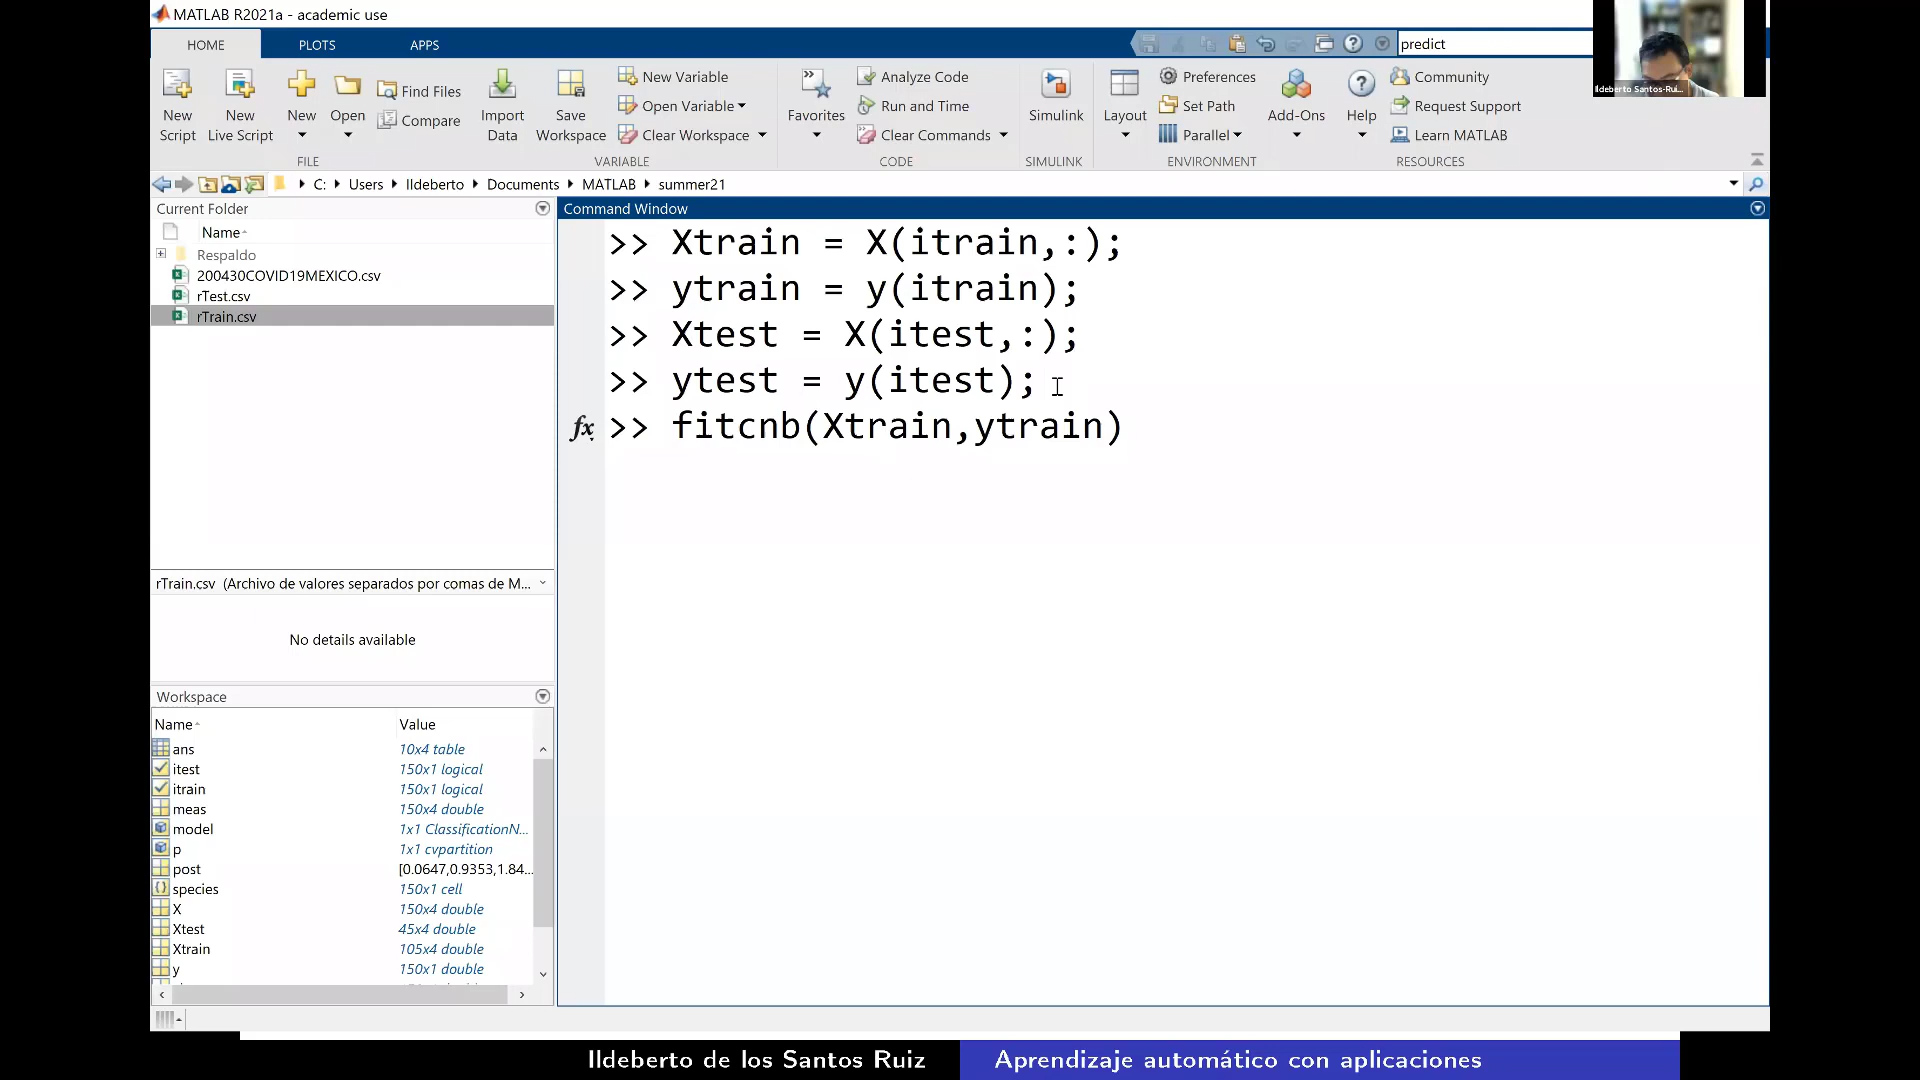 MATLAB R2021a - academic use
HOME PLOTS APPS
predict
New Script
New Live Script
New
Open
Find Files
Compare
Import Data
Save Workspace
New Variable
Open Variable
Clear Workspace
Favorites
Analyze Code
Run and Time
Clear Commands
Simulink
Layout
Preferences
Set Path
Parallel
Add-Ons
Help
Community
Request Support
Learn MATLAB
FILE VARIABLE CODE SIMULINK ENVIRONMENT RESOURCES
Ildeberto Santos-Rui...
C: Users Ildeberto Documents MATLAB summer21
Current Folder
Name
Respaldo
200430COVID19MEXICO.csv
rTest.csv
rTrain.csv
rTrain.csv (Archivo de valores separados por comas de M...
No details available
Workspace
Name Value
ans 10x4 table
itest 150x1 logical
itrain 150x1 logical
meas 150x4 double
model 1x1 ClassificationN...
p 1x1 cvpartition
post [0.0647,0.9353,1.84...
species 150x1 cell
X 150x4 double
Xtest 45x4 double
Xtrain 105x4 double
y 150x1 double
Command Window
>> Xtrain = X(itrain,:);
>> ytrain = y(itrain);
>> Xtest = X(itest,:);
>> ytest = y(itest);
fx >> fitcnb(Xtrain,ytrain)
Ildeberto de los Santos Ruiz
Aprendizaje automático con aplicaciones